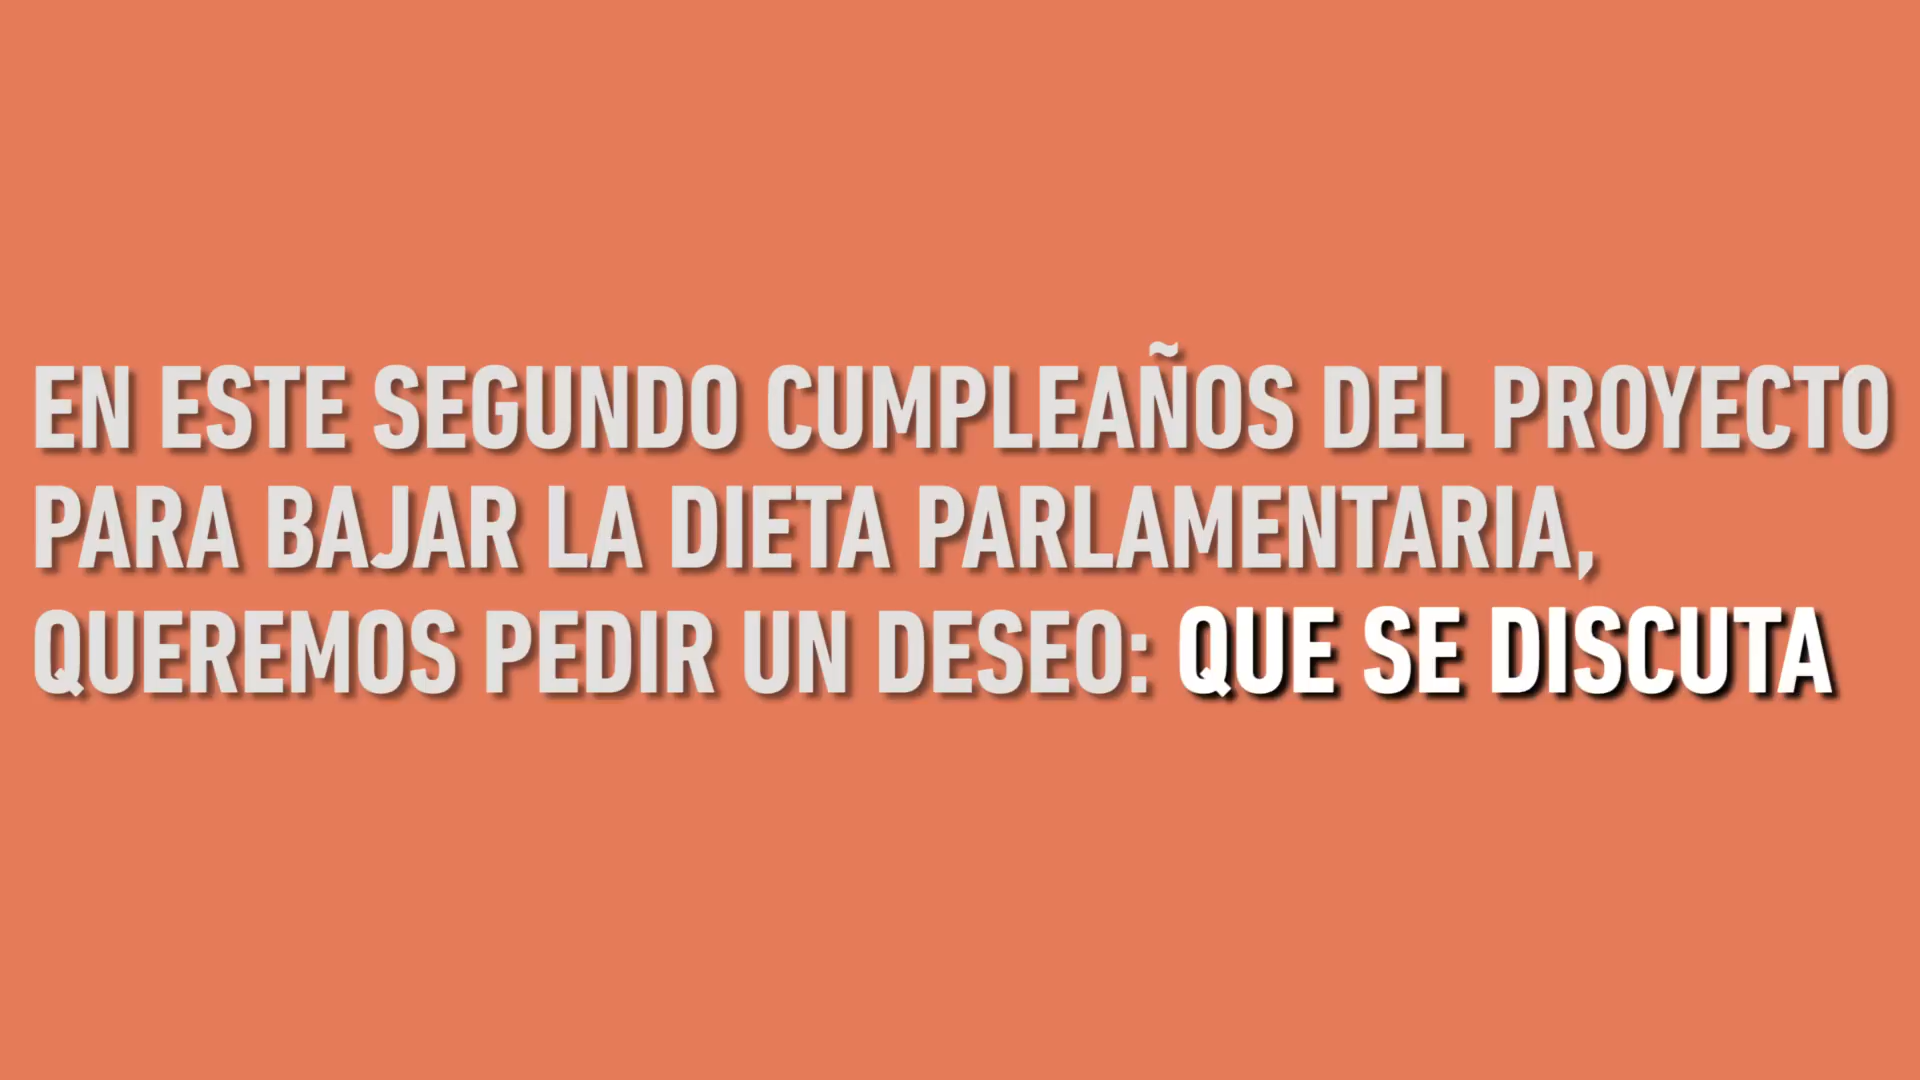 EN ESTE SEGUNDO CUMPLEAÑOS DEL PROYECTO
PARA BAJAR LA DIETA PARLAMENTARIA,
QUEREMOS PEDIR UN DESEO: QUE SE DISCUTA